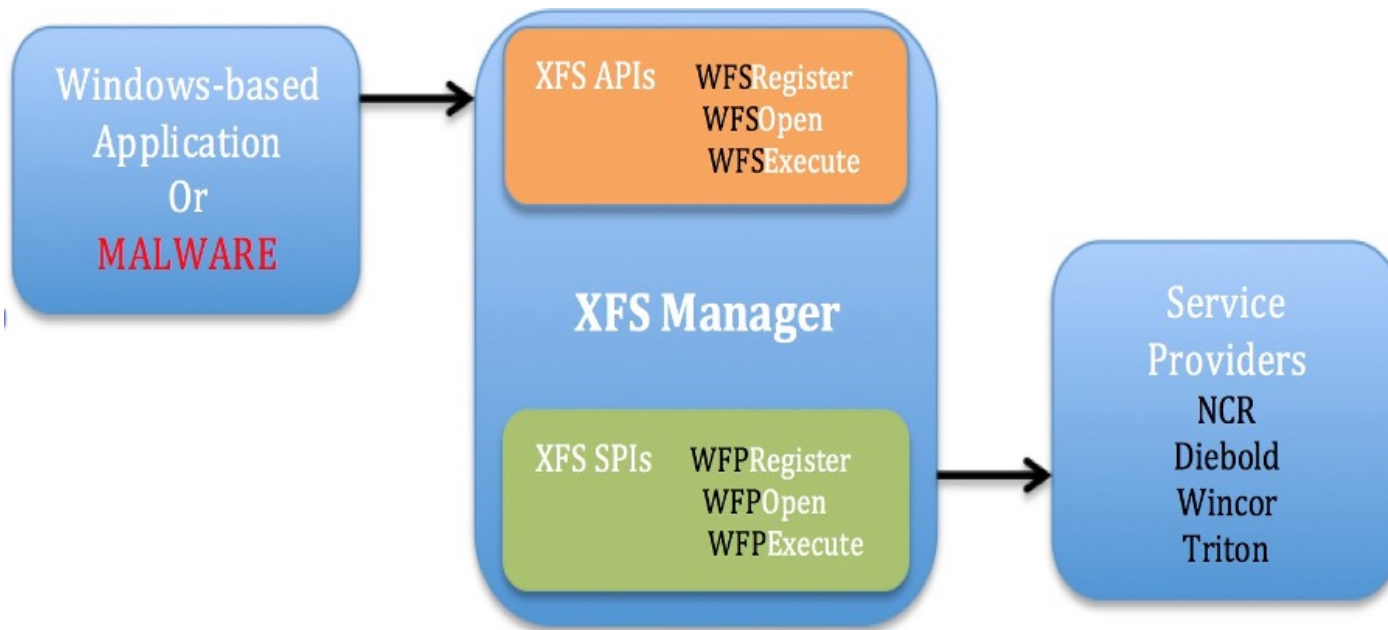 Windows-based
Application
Or
MALWARE
XFS APIs WFSRegister
WFSOpen
WFSExecute
XFS Manager
XFS SPIs WFPRegister
WFPOpen
WFPExecute
Service
Providers
NCR
Diebold
Wincor
Triton